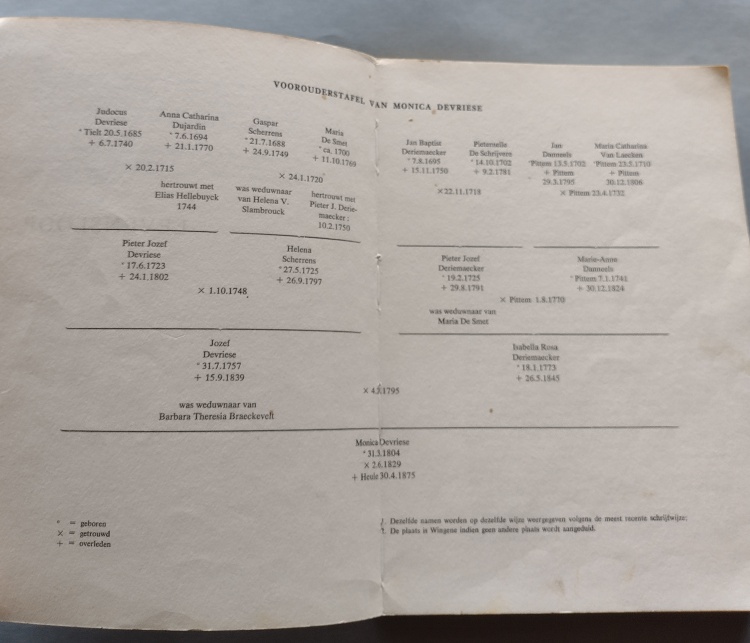 VOOROUDERSTAFEL VAN MONICA DEVRIESE
Judocus
Devriese
* Tielt 20.5.1685
+ 6.7.1740
Anna Catharina
Dujardin
* 7.6.1694
+ 21.1.1770
× 20.2.1715
hertrouwt met
Elias Hellebuyck
1744
Gaspar
Scherrens
* 21.7.1688
+ 24.9.1749
Maria
De Smet
* ca. 1700
+ 11.10.1769
× 24.1.1720
was weduwnaar
van Helena V.
Slambrouck
hertrouwt met
Pieter J. Derie-
maecker:
10.2.1750
Jan Baptist
Deriemaecker
* 7.8.1695
+ 15.11.1750
Pieternelle
De Schrijvere
* 14.10.1702
+ 9.2.1781
× 22.11.1718
Jan
Danneels
* Pittem 13.5.1702
+ Pittem
29.3.1795
Maria Catharina
Van Laecken
* Pittem 23.5.1710
+ Pittem
30.12.1806
× Pittem 23.4.1732
Pieter Jozef
Devriese
* 17.6.1723
+ 24.1.1802
Helena
Scherrens
* 27.5.1725
+ 26.9.1797
× 1.10.1748
Pieter Jozef
Deriemaecker
* 19.2.1725
+ 29.8.1791
Marie-Anne
Danneels
* Pittem 7.1.1741
+ 30.12.1824
× Pittem 1.8.1770
was weduwnaar van
Maria De Smet
Jozef
Devriese
* 31.7.1757
+ 15.9.1839
Isabella Rosa
Deriemaecker
* 18.1.1773
+ 26.5.1845
was weduwnaar van
Barbara Theresia Braeckevelt
Monica Devriese
* 31.3.1804
× 2.6.1829
+ Heule 30.4.1875
* = geboren
× = getrouwd
+ = overleden
1. Dezelfde namen worden op dezelfde wijze weergegeven volgens de meest recente schrijfwijze.
2. De plaats is Wingene indien geen andere plaats wordt aangeduid.